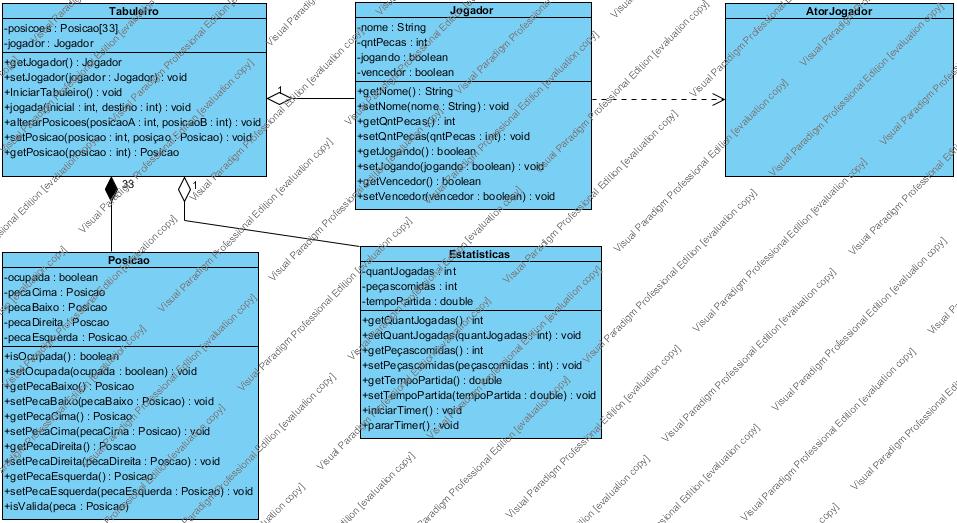 Tabuleiro
-posicoes : Posicao[33]
-jogador : Jogador
+getJogador() : Jogador
+setJogador(jogador : Jogador) : void
+IniciarTabuleiro() : void
+jogada(inicial : int, destino : int) : void
+alterarPosicoes(posicaoA : int, posicaoB : int) : void
+setPosicao(posicao : int, posiçao : Posicao) : void
+getPosicao(posicao : int) : Posicao
1
33
1
Jogador
-nome : String
-qntPecas : int
-jogando : boolean
-vencedor : boolean
+getNome() : String
+setNome(nome : String) : void
+getQntPecas() : int
+setQntPecas(qntPecas : int) : void
+getJogando() : boolean
+setJogando(jogando : boolean) : void
+getVencedor() : boolean
+setVencedor(vencedor : boolean) : void
AtorJogador
Posicao
-ocupada : boolean
-pecaCima : Posicao
-pecaBaixo : Posicao
-pecaDireita : Poscao
-pecaEsquerda : Posicao
+isOcupada() : boolean
+setOcupada(ocupada : boolean) : void
+getPecaBaixo() : Posicao
+setPecaBaixo(pecaBaixo : Posicao) : void
+getPecaCima() : Posicao
+setPecaCima(pecaCima : Posicao) : void
+getPecaDireita() : Poscao
+setPecaDireita(pecaDireita : Poscao) : void
+getPecaEsquerda() : Posicao
+setPecaEsquerda(pecaEsquerda : Posicao) : void
+isValida(peca : Posicao)
Estatisticas
-quantJogadas : int
-peçascomidas : int
-tempoPartida : double
+getQuantJogadas() : int
+setQuantJogadas(quantJogadas : int) : void
+getPeçascomidas() : int
+setPeçascomidas(peçascomidas : int) : void
+getTempoPartida() : double
+setTempoPartida(tempoPartida : double) : void
+iniciarTimer() : void
+pararTimer() : void
Visual Paradigm Professional Edition [evaluation copy]